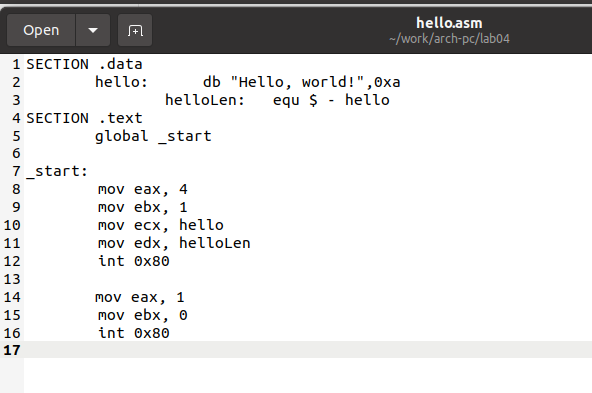 Open
hello.asm
~/work/arch-pc/lab04
1 SECTION .data
2 hello: db "Hello, world!",0xa
3 helloLen: equ $ - hello
4 SECTION .text
5 global _start
6
7 _start:
8 mov eax, 4
9 mov ebx, 1
10 mov ecx, hello
11 mov edx, helloLen
12 int 0x80
13
14 mov eax, 1
15 mov ebx, 0
16 int 0x80
17